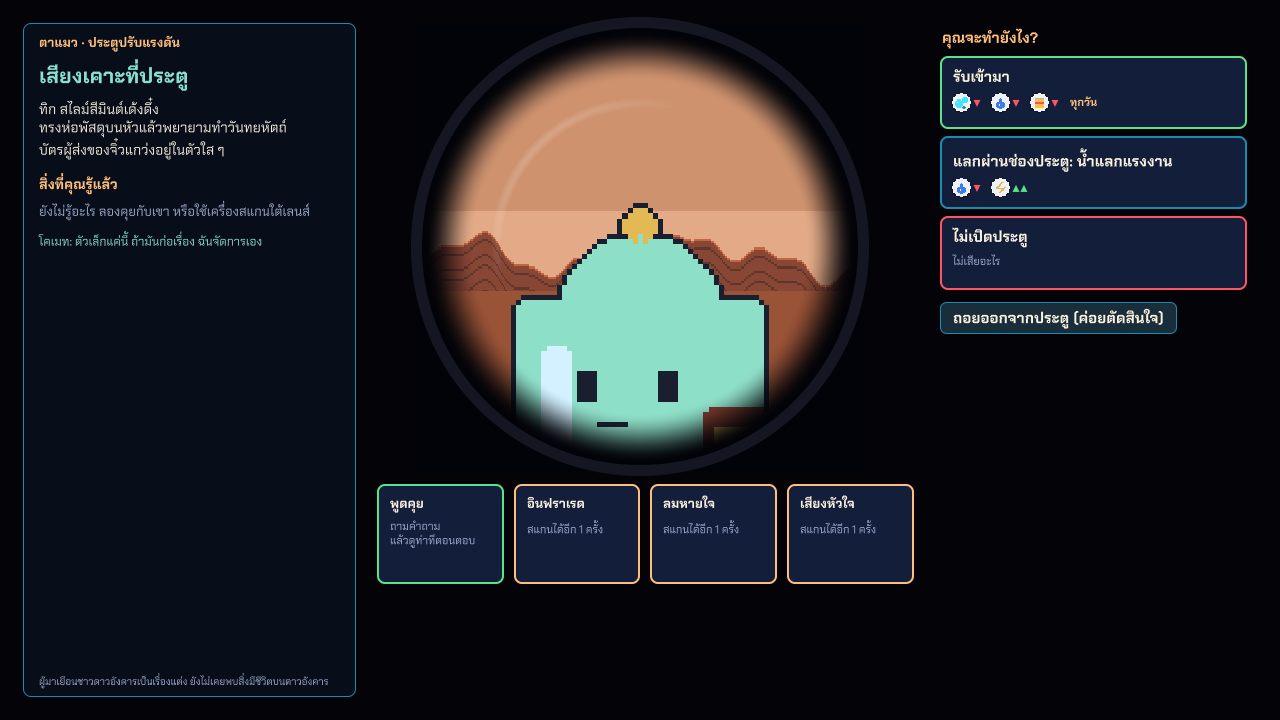 ตาแมว · ประตูปรับแรงดัน
เสียงเคาะที่ประตู
ทิก สไลม์สีมินต์เด้งดึ๋ง
ทรงห่อพัสดุบนหัวแล้วพยายามทำวันทยหัตถ์
บัตรผู้ส่งของจิ๋วแกว่งอยู่ในตัวใส ๆ
สิ่งที่คุณรู้แล้ว
ยังไม่รู้อะไร ลองคุยกับเขา หรือใช้เครื่องสแกนใต้เลนส์
โคเมท: ตัวเล็กแค่นี้ ถ้ามันก่อเรื่อง ฉันจัดการเอง
ผู้มาเยือนชาวดาวอังคารเป็นเรื่องแต่ง ยังไม่เคยพบสิ่งมีชีวิตบนดาวอังคาร
พูดคุย
ถามคำถาม
แล้วดูท่าทีตอนตอบ
อินฟราเรด
สแกนได้อีก 1 ครั้ง
ลมหายใจ
สแกนได้อีก 1 ครั้ง
เสียงหัวใจ
สแกนได้อีก 1 ครั้ง
คุณจะทำยังไง?
รับเข้ามา
ทุกวัน
แลกผ่านช่องประตู: น้ำแลกแรงงาน
ไม่เปิดประตู
ไม่เสียอะไร
ถอยออกจากประตู (ค่อยตัดสินใจ)